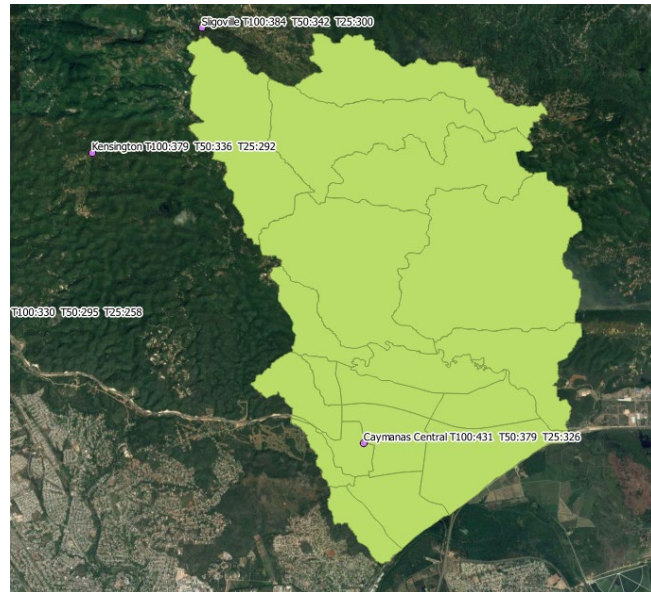 Sligoville T100:384 T50:342 T25:300
Kensington T100:379 T50:336 T25:292
T100:330 T50:295 T25:258
Caymanas Central T100:431 T50:379 T25:326